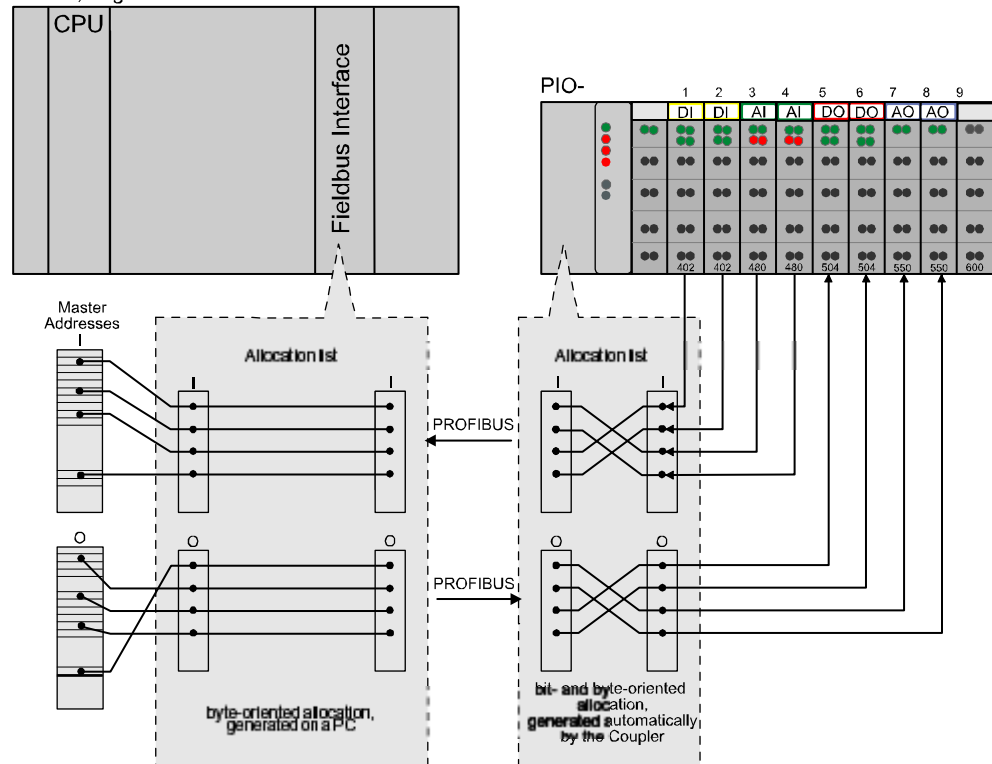 CPU
Fieldbus Interface
PIO-
1 2 3 4 5 6 7 8 9
DI DI AI AI DO DO AO AO
402 402 480 480 504 504 550 550 600
Master
Addresses
I
Allocation list
I I
PROFIBUS
Allocation list
I I
O
O O
PROFIBUS
O O
byte-oriented allocation,
generated on a PC
bit- and byte-oriented
allocation,
generated automatically
by the Coupler